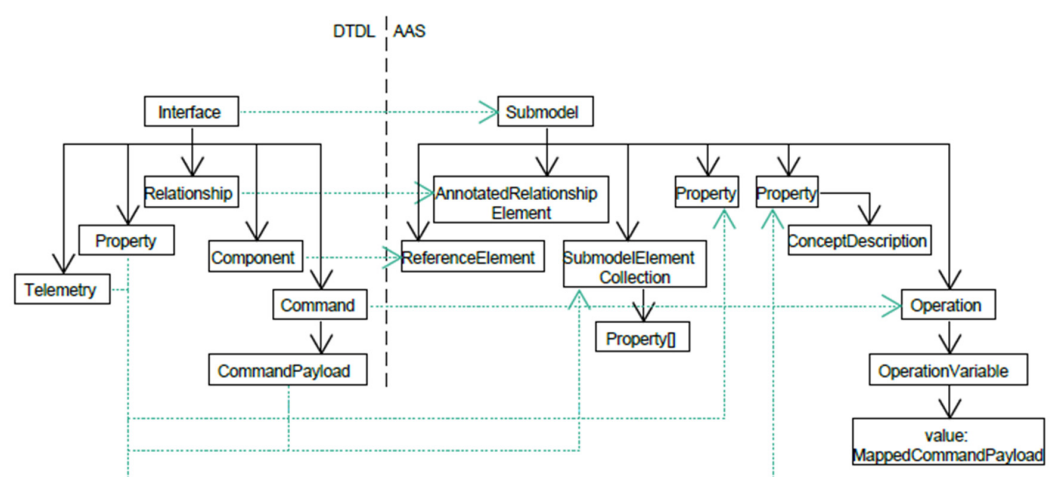 DTDL
AAS
Interface
Submodel
Relationship
AnnotatedRelationship
Element
Property
Property
Property
ConceptDescription
Component
ReferenceElement
SubmodelElement
Collection
Telemetry
Command
Operation
Property[]
CommandPayload
OperationVariable
value:
MappedCommandPayload